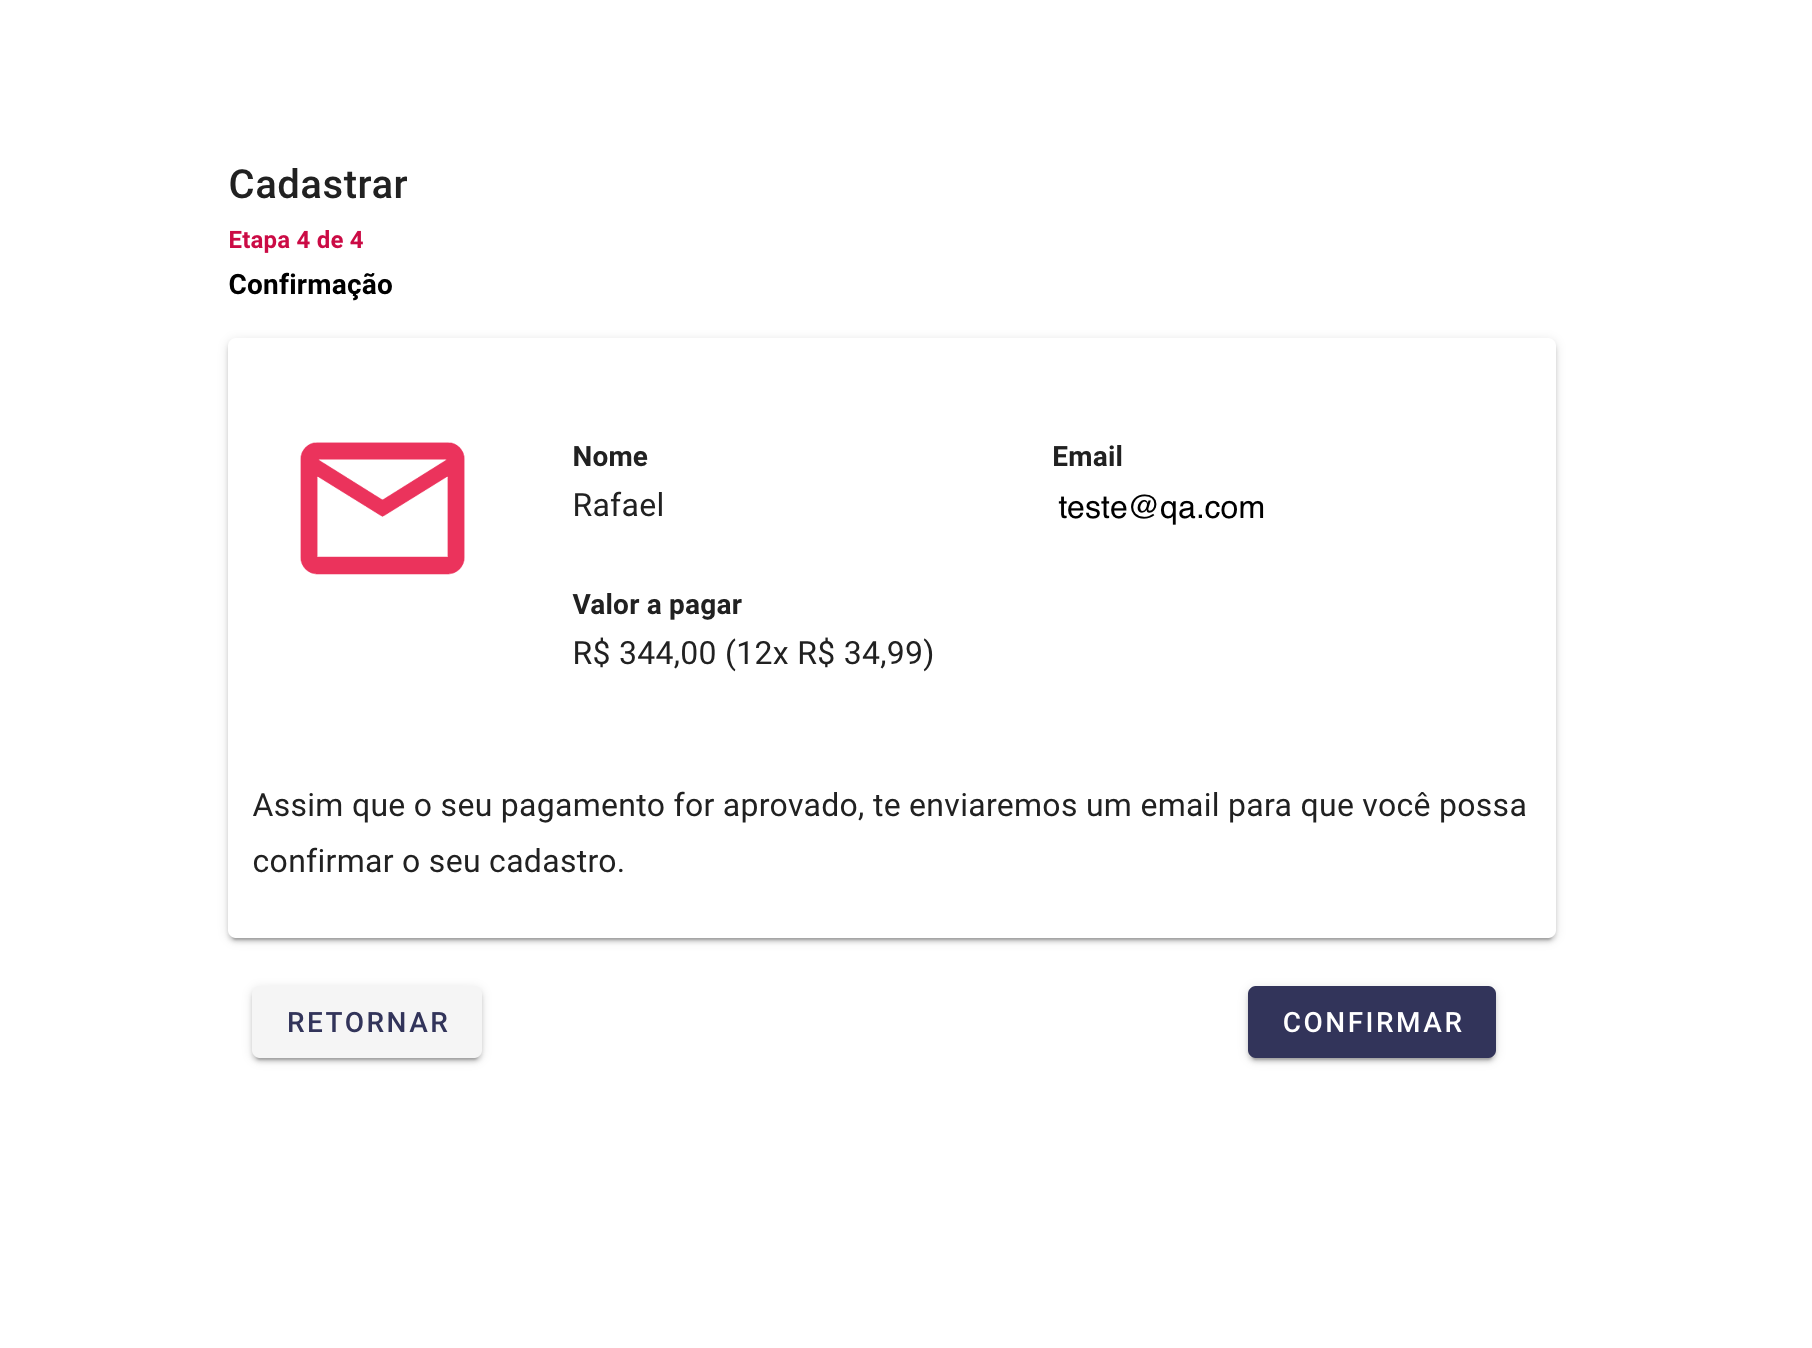 Cadastrar
Etapa 4 de 4
Confirmação
Nome
Rafael
Email
teste@qa.com
Valor a pagar
R$ 344,00 (12x R$ 34,99)
Assim que o seu pagamento for aprovado, te enviaremos um email para que você possa
confirmar o seu cadastro.
RETORNAR
CONFIRMAR